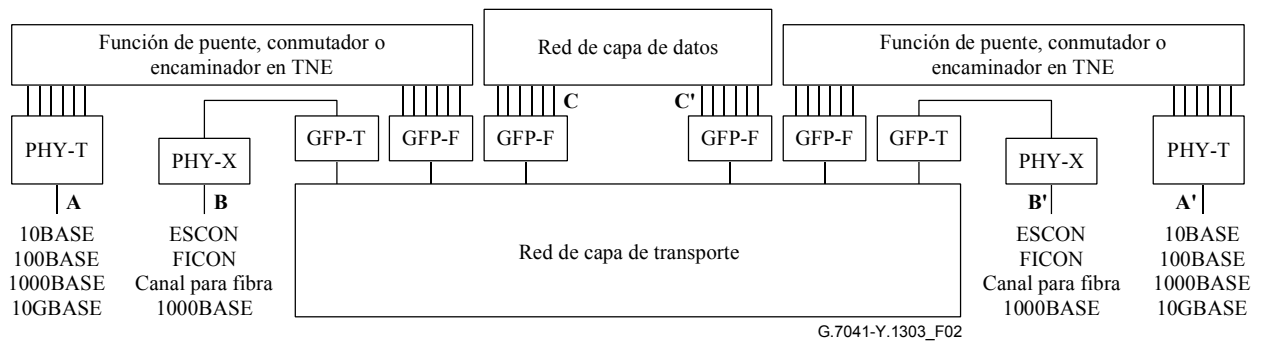 Función de puente, conmutador o
encaminador en TNE
Red de capa de datos
Función de puente, conmutador o
encaminador en TNE
C
C'
PHY-T
PHY-X
GFP-T
GFP-F
GFP-F
GFP-F
GFP-F
GFP-T
PHY-X
PHY-T
A
B
B'
A'
10BASE
100BASE
1000BASE
10GBASE
ESCON
FICON
Canal para fibra
1000BASE
Red de capa de transporte
ESCON
FICON
Canal para fibra
1000BASE
10BASE
100BASE
1000BASE
10GBASE
G.7041-Y.1303_F02